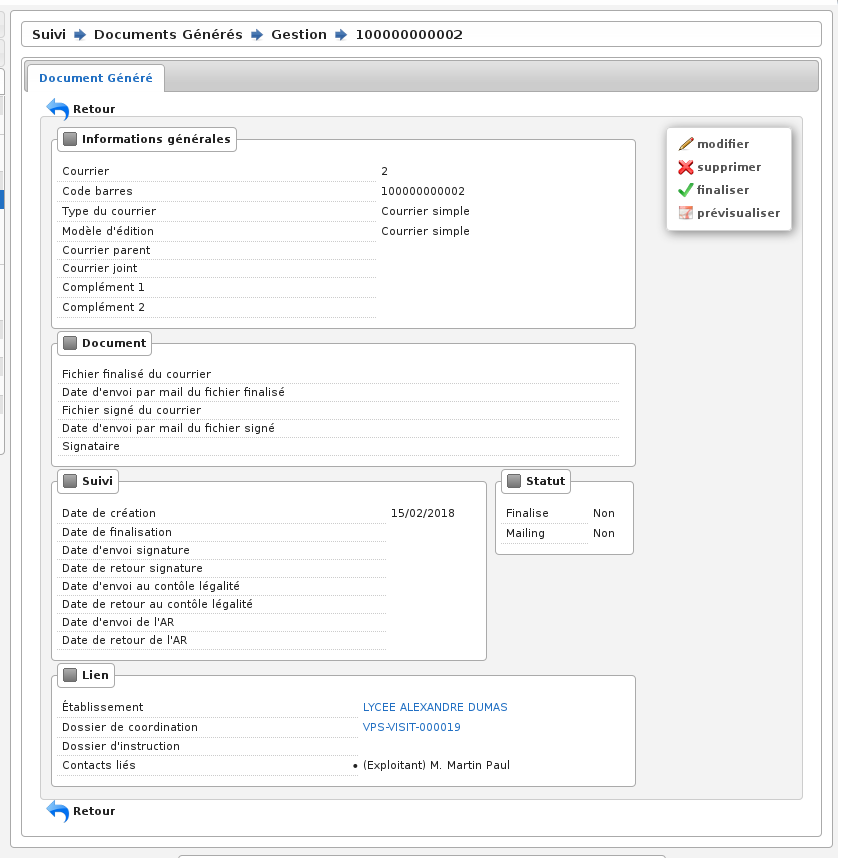 Suivi Documents Générés Gestion 100000000002
Document Généré
Retour
Informations générales
modifier
supprimer
finaliser
prévisualiser
Courrier 2
Code barres 100000000002
Type du courrier Courrier simple
Modèle d'édition Courrier simple
Courrier parent
Courrier joint
Complément 1
Complément 2
Document
Fichier finalisé du courrier
Date d'envoi par mail du fichier finalisé
Fichier signé du courrier
Date d'envoi par mail du fichier signé
Signataire
Suivi
Date de création 15/02/2018
Date de finalisation
Date d'envoi signature
Date de retour signature
Date d'envoi au contôle légalité
Date de retour au contôle légalité
Date d'envoi de l'AR
Date de retour de l'AR
Statut
Finalise Non
Mailing Non
Lien
Établissement LYCEE ALEXANDRE DUMAS
Dossier de coordination VPS-VISIT-000019
Dossier d'instruction
Contacts liés • (Exploitant) M. Martin Paul
Retour